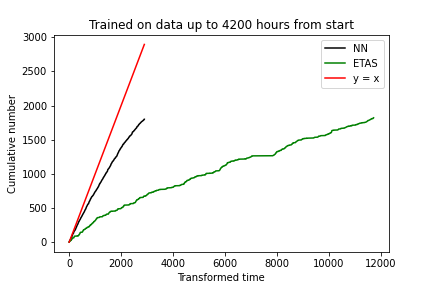 Trained on data up to 4200 hours from start
3000
2500
2000
1500
1000
500
0
Cumulative number
NN
ETAS
y = x
0
2000
4000
6000
8000
10000
12000
Transformed time